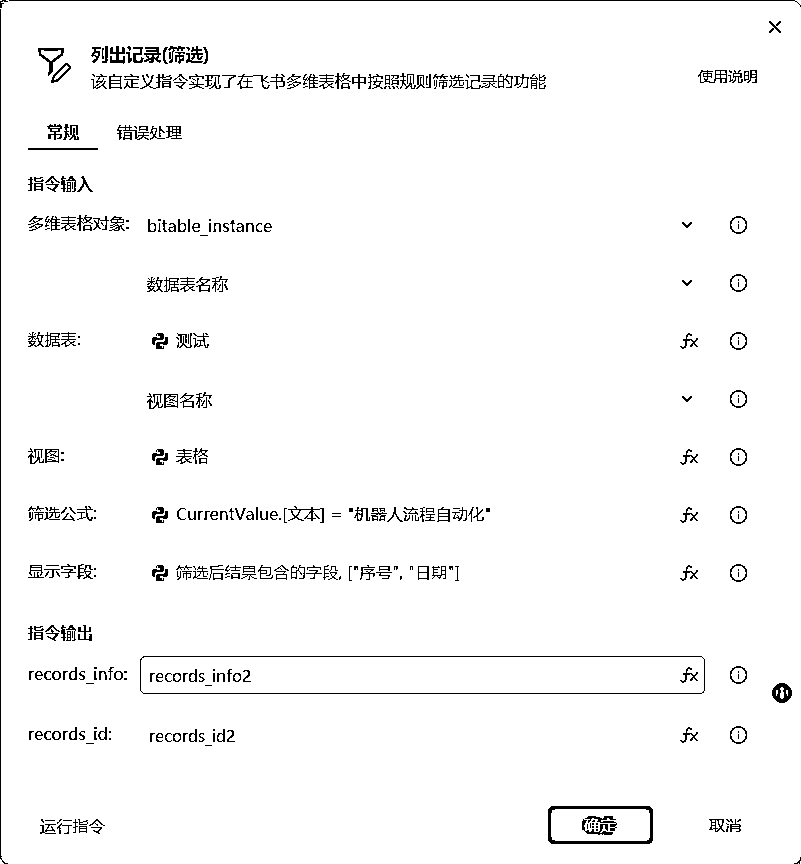 列出记录(筛选)
该自定义指令实现了在飞书多维表格中按照规则筛选记录的功能
使用说明
常规 错误处理
指令输入
多维表格对象: bitable_instance
数据表名称
数据表: 测试
fx
视图名称
视图: 表格
fx
筛选公式: CurrentValue.[文本] = "机器人流程自动化"
fx
显示字段: 筛选后结果包含的字段, ["序号", "日期"]
fx
指令输出
records_info: records_info2
fx
records_id: records_id2
fx
运行指令 确定 取消